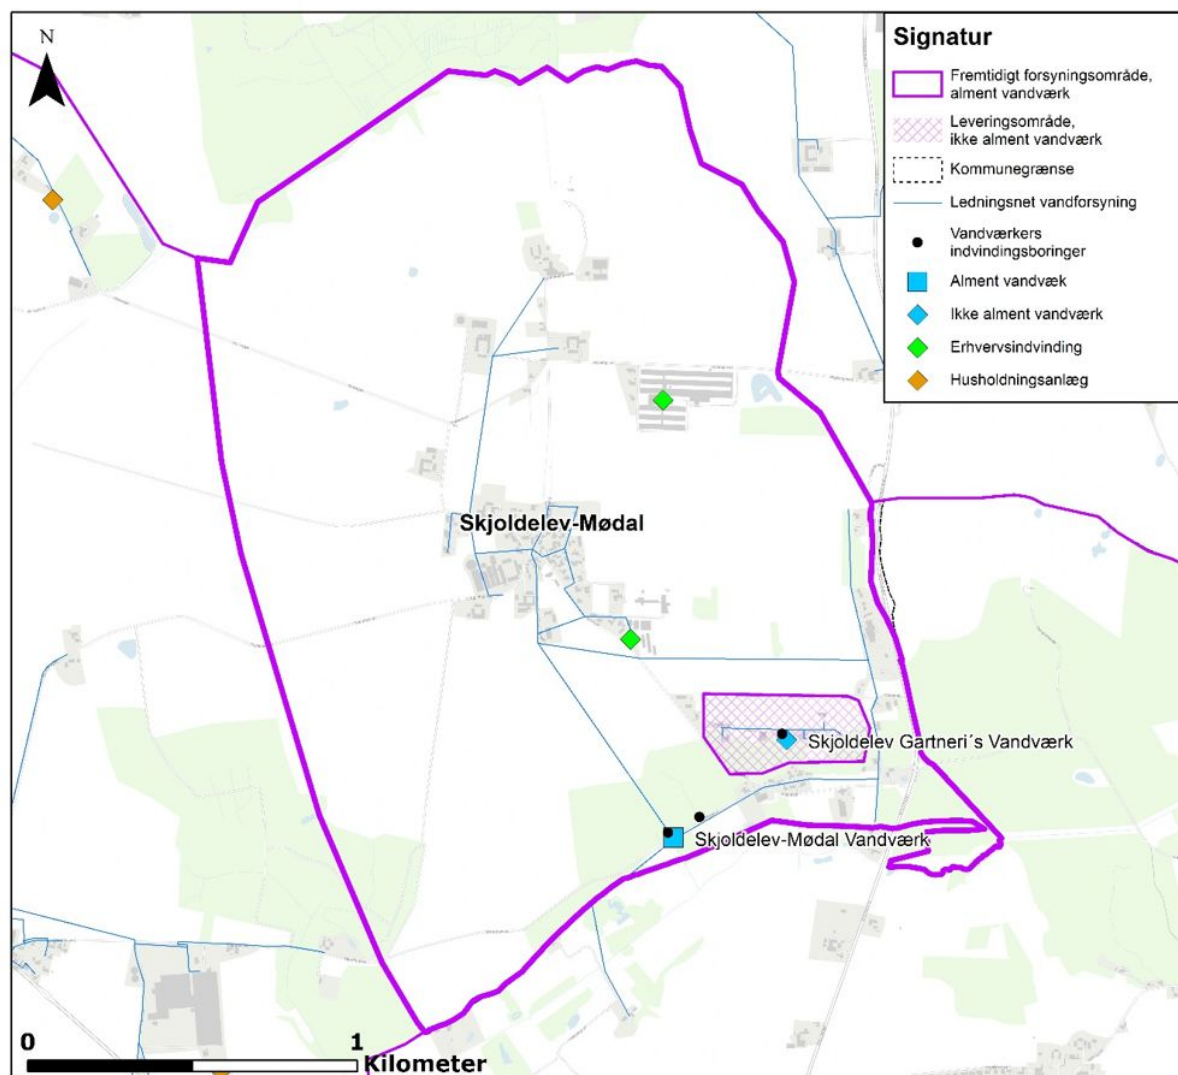 N
Signatur
Fremtidigt forsyningsområde,
alment vandværk
Leveringsområde,
ikke alment vandværk
Kommunegrænse
Ledningsnet vandforsyning
Vandværkers
indvindingsboringer
Alment vandvæk
Ikke alment vandværk
Erhvervsindvinding
Husholdningsanlæg
Skjoldelev-Mødal
Skjoldelev Gartneri´s Vandværk
Skjoldelev-Mødal Vandværk
0 1
Kilometer